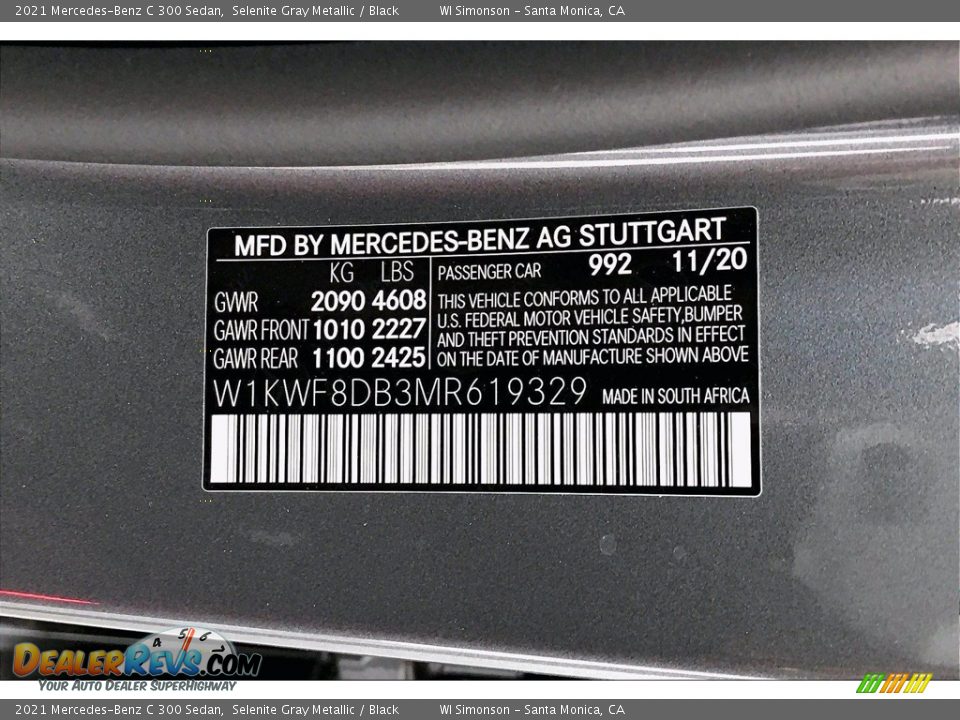 2021 Mercedes-Benz C 300 Sedan, Selenite Gray Metallic / Black WI Simonson - Santa Monica, CA
MFD BY MERCEDES-BENZ AG STUTTGART
KG LBS
GVWR 2090 4608
GAWR FRONT 1010 2227
GAWR REAR 1100 2425
PASSENGER CAR 992 11/20
THIS VEHICLE CONFORMS TO ALL APPLICABLE
U.S. FEDERAL MOTOR VEHICLE SAFETY,BUMPER
AND THEFT PREVENTION STANDARDS IN EFFECT
ON THE DATE OF MANUFACTURE SHOWN ABOVE
W1KWF8DB3MR619329 MADE IN SOUTH AFRICA
4 5 6 7
DEALERREVS.COM
YOUR AUTO DEALER SUPERHIGHWAY
2021 Mercedes-Benz C 300 Sedan, Selenite Gray Metallic / Black WI Simonson - Santa Monica, CA